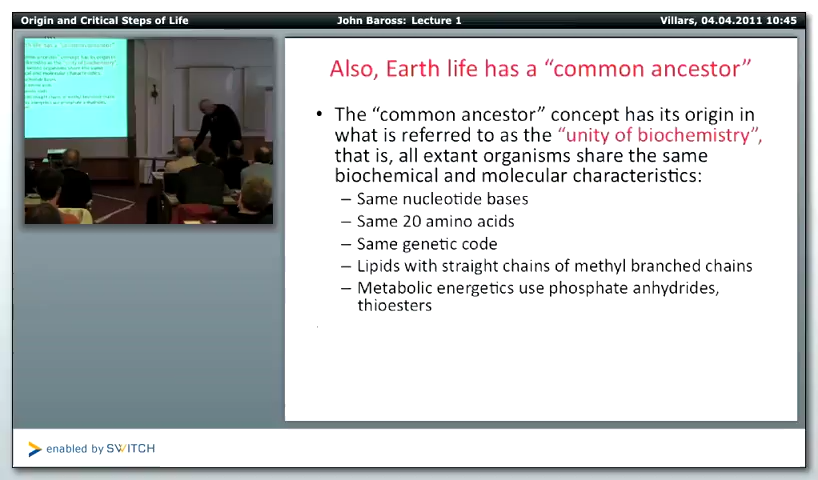 Origin and Critical Steps of Life
John Baross: Lecture 1
Villars, 04.04.2011 10:45
Also, Earth life has a “common ancestor”
• The “common ancestor” concept has its origin in
what is referred to as the “unity of biochemistry”,
that is, all extant organisms share the same
biochemical and molecular characteristics:
– Same nucleotide bases
– Same 20 amino acids
– Same genetic code
– Lipids with straight chains of methyl branched chains
– Metabolic energetics use phosphate anhydrides,
thioesters
enabled by SWITCH